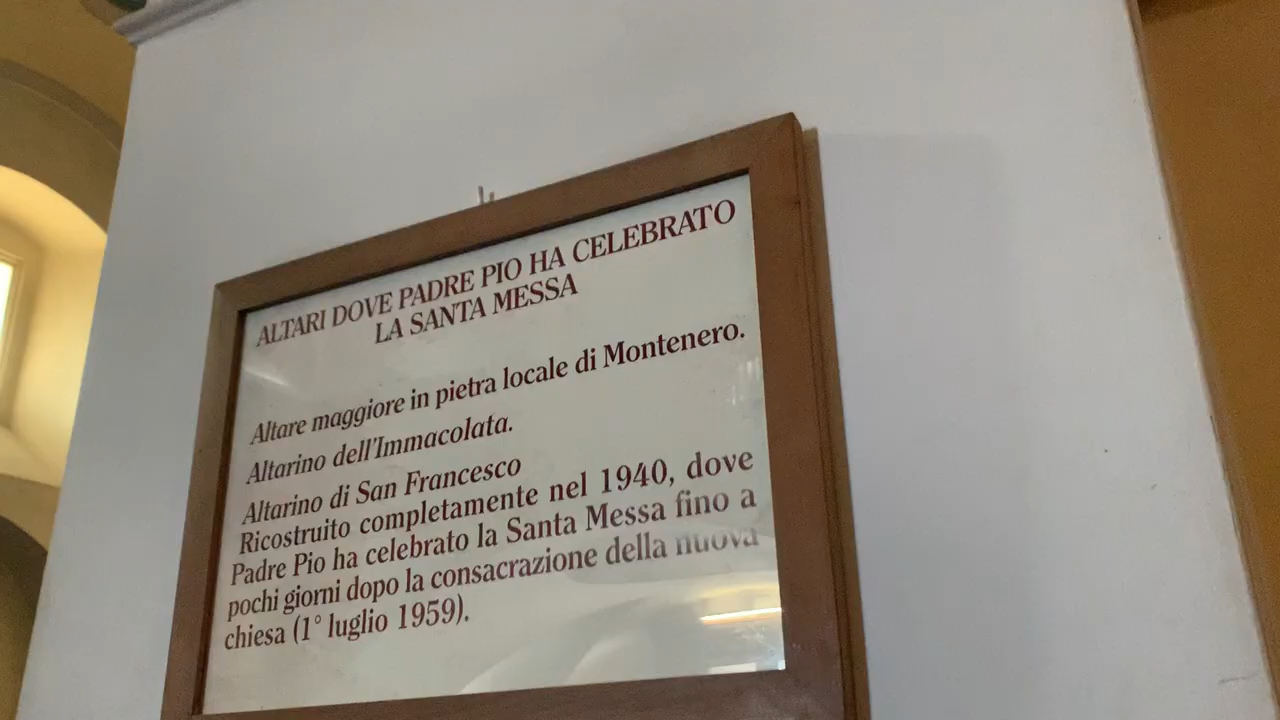 ALTARI DOVE PADRE PIO HA CELEBRATO
LA SANTA MESSA
Altare maggiore in pietra locale di Montenero.
Altarino dell'Immacolata.
Altarino di San Francesco
Ricostruito completamente nel 1940, dove
Padre Pio ha celebrato la Santa Messa fino a
pochi giorni dopo la consacrazione della nuova
chiesa (1° luglio 1959).